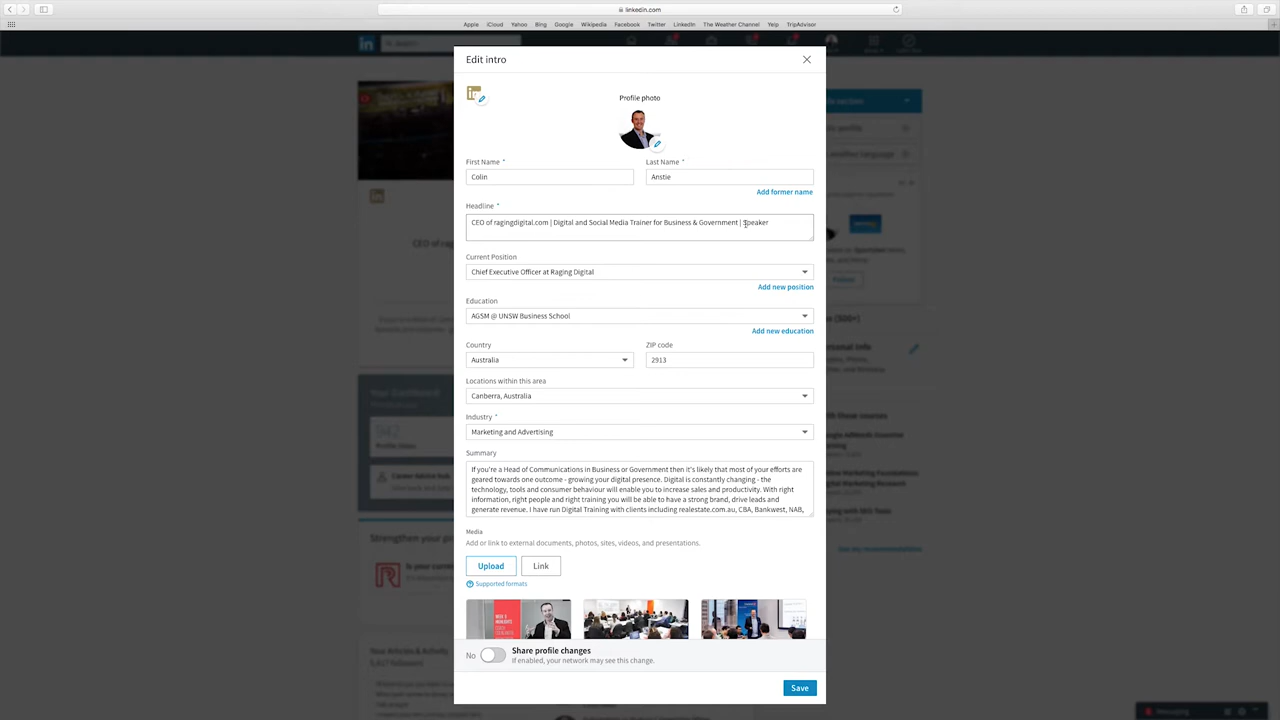 linkedin.com
Apple iCloud Yahoo Bing Google Wikipedia Facebook Twitter LinkedIn The Weather Channel Yelp TripAdvisor
Edit intro
Profile photo
First Name *
Last Name *
Colin
Anstie
Add former name
Headline *
CEO of ragingdigital.com | Digital and Social Media Trainer for Business & Government | Speaker
Current Position
Chief Executive Officer at Raging Digital
Add new position
Education
AGSM @ UNSW Business School
Add new education
Country
ZIP code
Australia
2913
Locations within this area
Canberra, Australia
Industry *
Marketing and Advertising
Summary
If you're a Head of Communications in Business or Government then it's likely that most of your efforts are
geared towards one outcome - growing your digital presence. Digital is constantly changing - the
technology, tools and consumer behaviour will enable you to increase sales and productivity. With right
information, right people and right training you will be able to have a strong brand, drive leads and
generate revenue. I have run Digital Training with clients including realestate.com.au, CBA, Bankwest, NAB,
Media
Add or link to external documents, photos, sites, videos, and presentations.
Upload
Link
Supported formats
No
Share profile changes
If enabled, your network may see this change.
Save
CEO of rag
Your Dashboard
Strengthen your p
Messaging